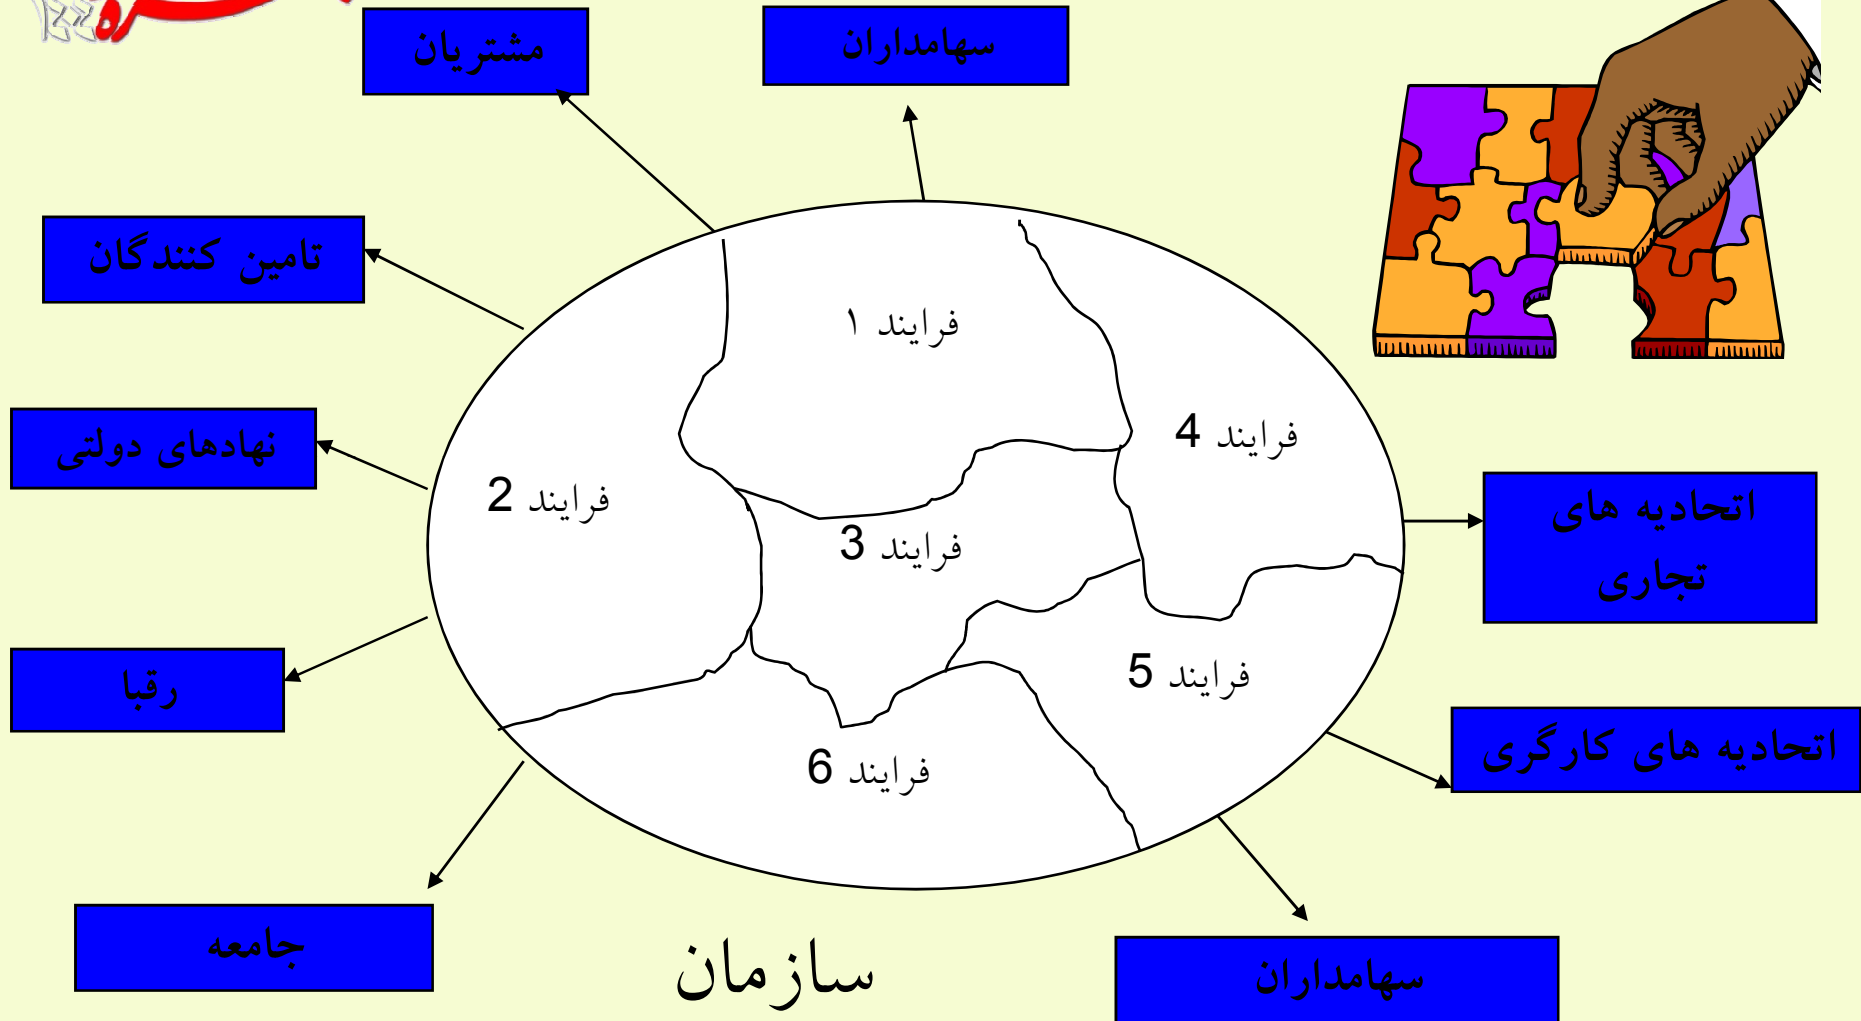 سهامداران
مشتریان
تامین کنندگان
فرایند ۱
فرایند 4
نهادهای دولتی
فرایند 2
اتحادیه های
تجاری
فرایند 3
رقبا
فرایند 5
اتحادیه های کارگری
فرایند 6
جامعه
سازمان
سهامداران